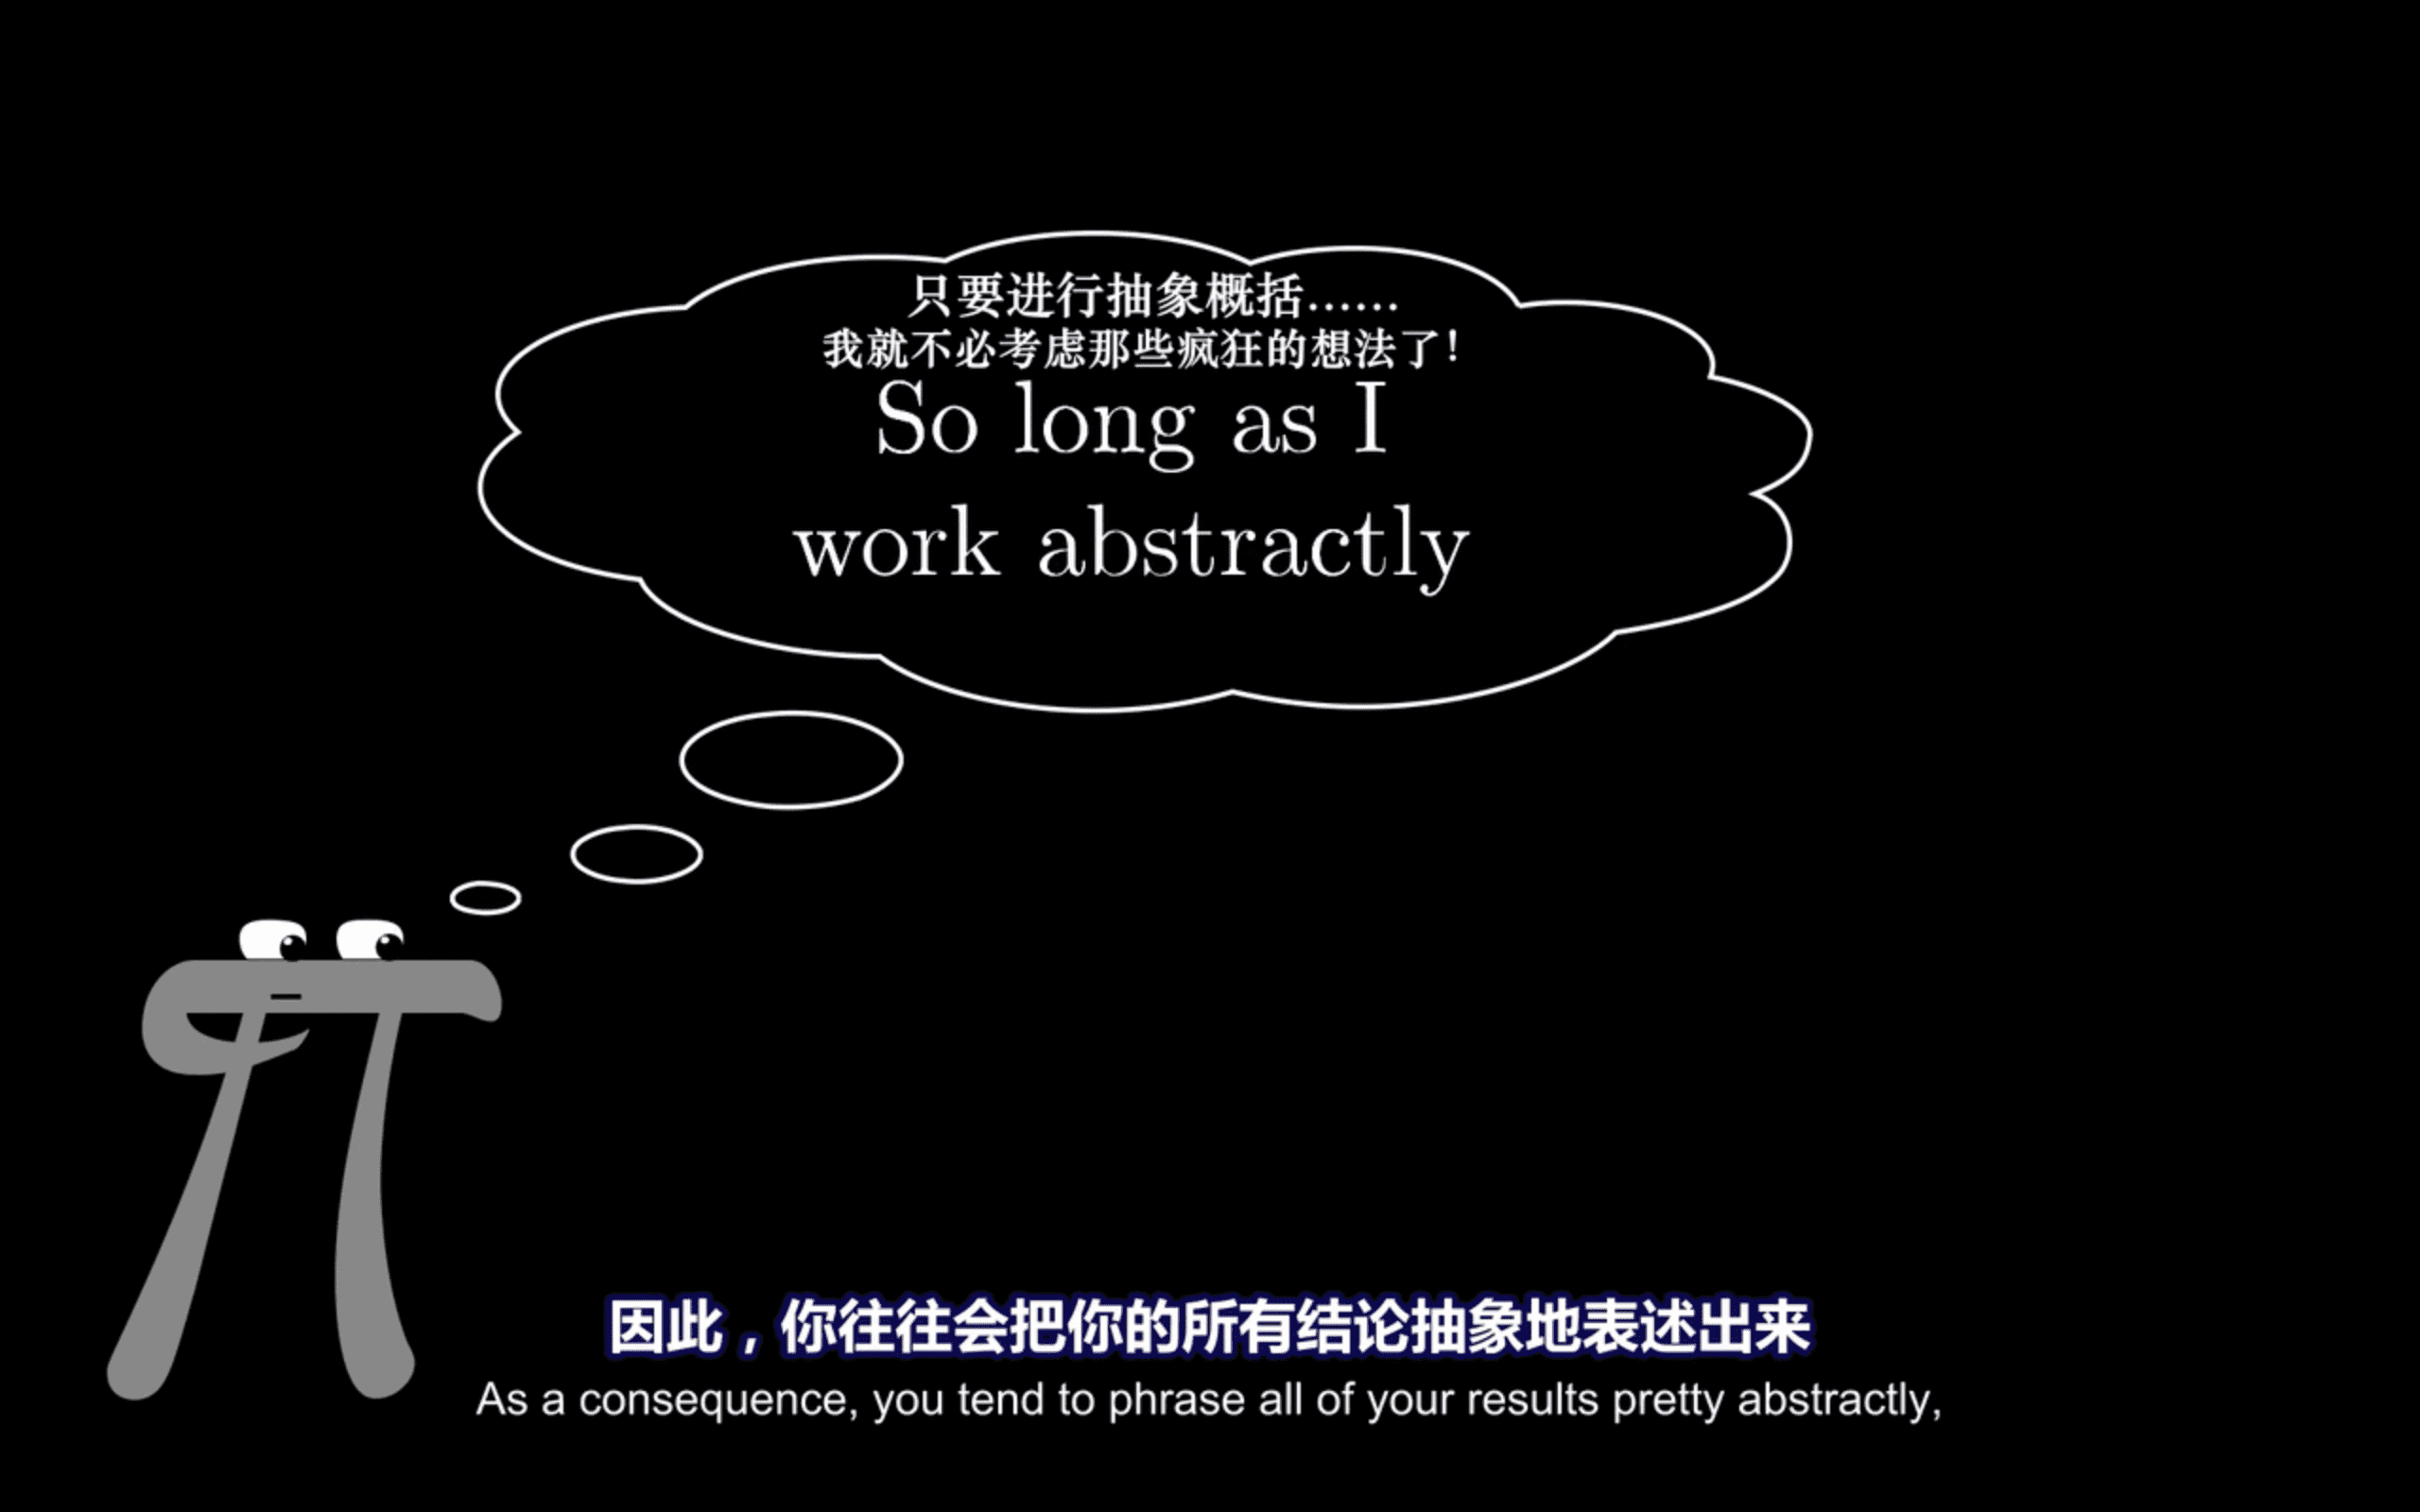 只要进行抽象概括......
我就不必考虑那些疯狂的想法了!
So long as I
work abstractly
因此，你往往会把你的所有结论抽象地表述出来
As a consequence, you tend to phrase all of your results pretty abstractly,